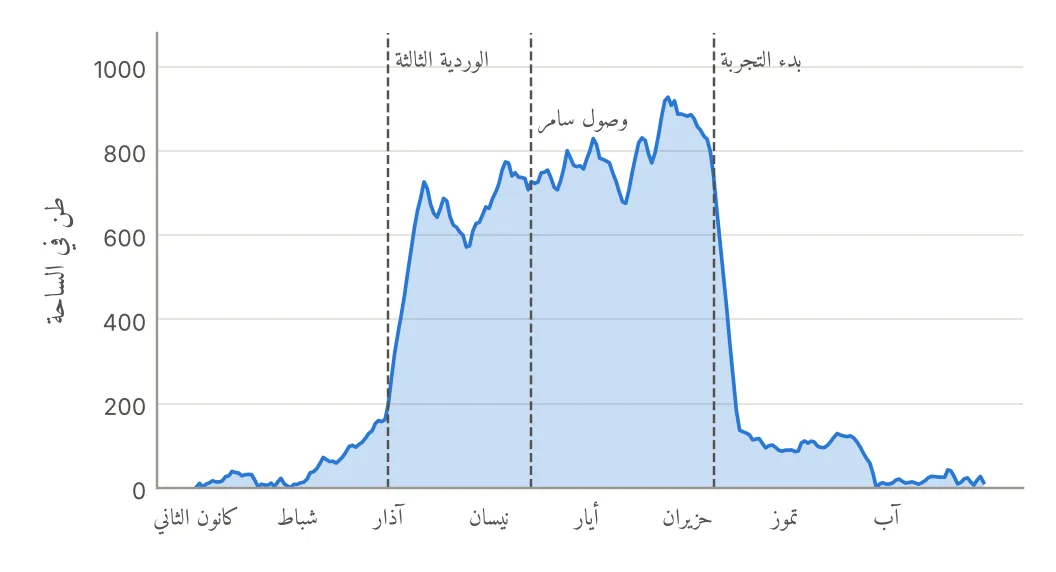 الوردية الثالثة
وصول سامر
بدء التجربة
طن في الساحة
1000
800
600
400
200
0
كانون الثاني
شباط
آذار
نيسان
أيار
حزيران
تموز
آب